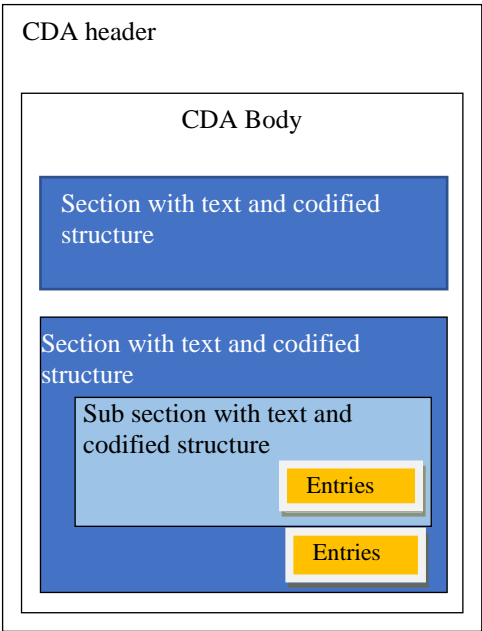 CDA header
CDA Body
Section with text and codified
structure
Section with text and codified
structure
Sub section with text and
codified structure
Entries
Entries